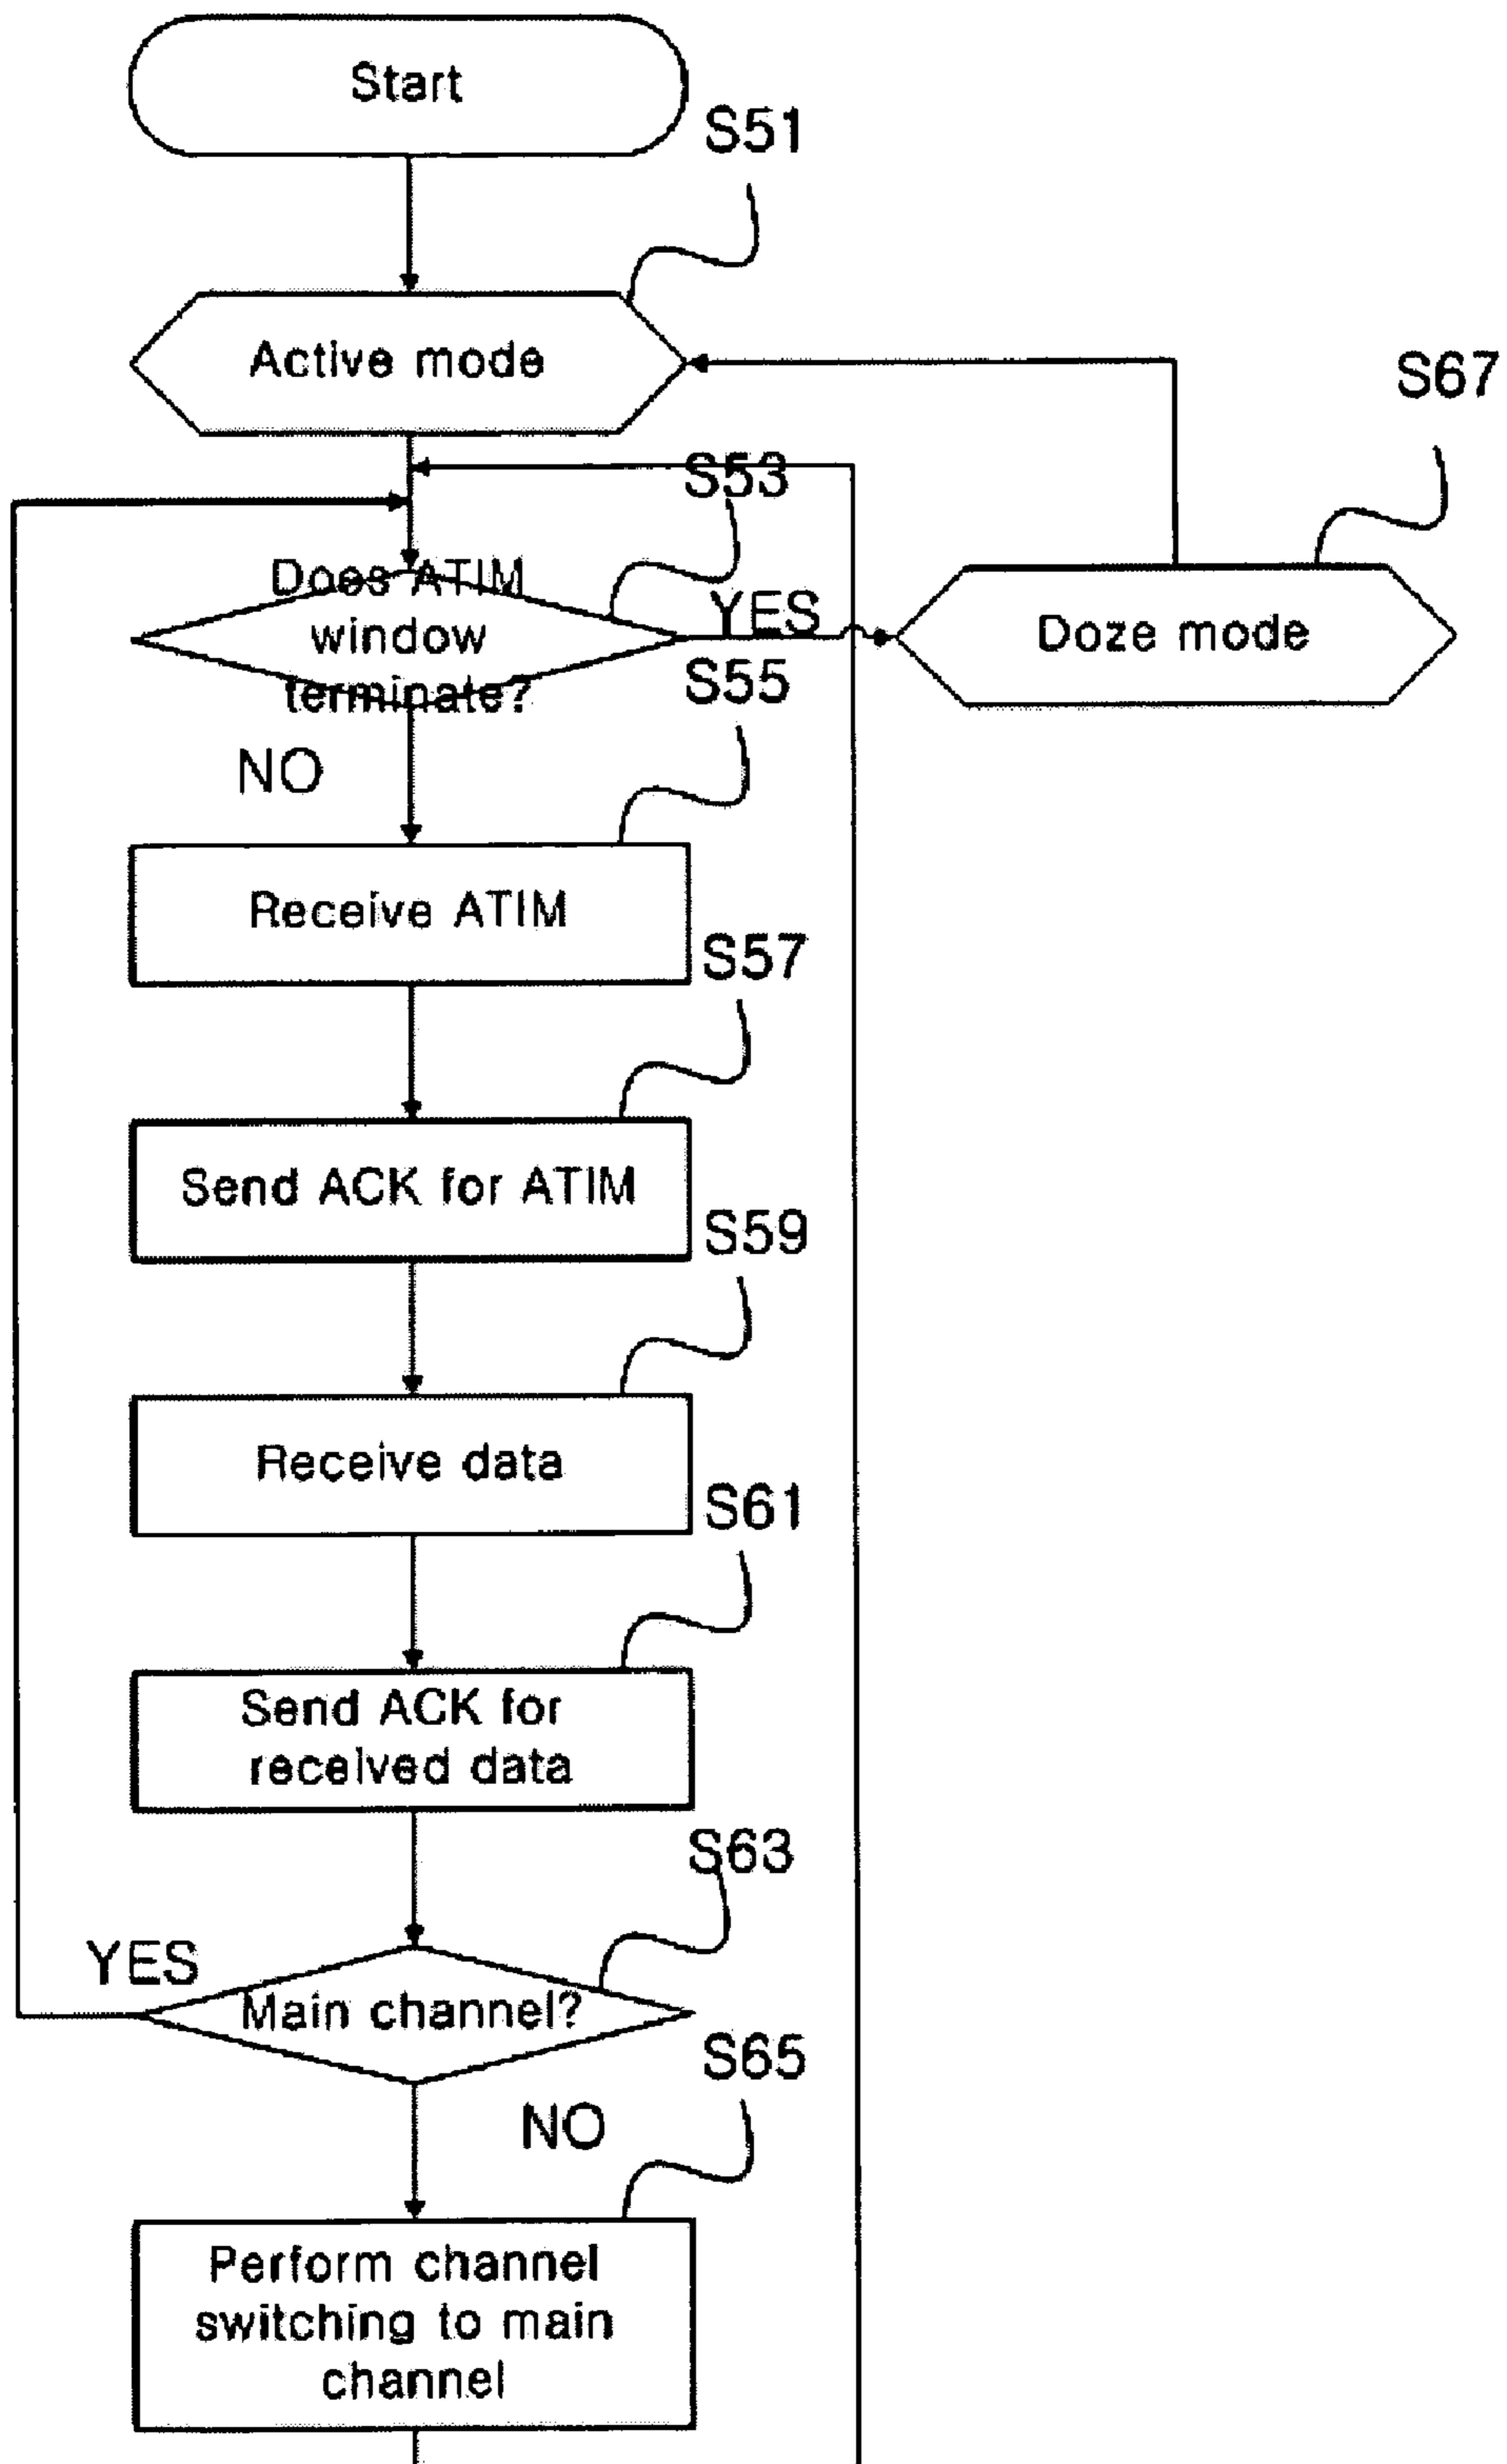 Start
S51
Active mode
S67
S53
Does ATIM
window
terminate?
YES
Doze mode
S55
NO
Receive ATIM
S57
Send ACK for ATIM
S59
Receive data
S61
Send ACK for
received data
S63
YES
Main channel?
S65
NO
Perform channel
switching to main
channel